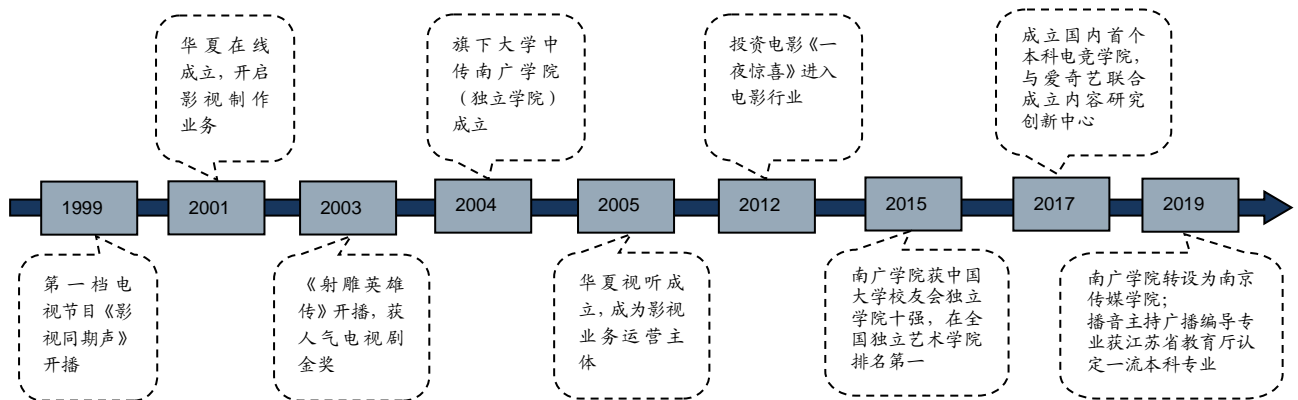 华夏在线
成立，开启
影视制作
业务
旗下大学中
传南广学院
（独立学院）
成立
投资电影《一
夜惊喜》进入
电影行业
成立国内首个
本科电竞学院，
与爱奇艺联合
成立内容研究
创新中心
1999
2001
2003
2004
2005
2012
2015
2017
2019
第一档电
视节目《影
视同期声》
开播
《射雕英雄
传》开播，获
人气电视剧
金奖
华夏视听成
立，成为影视
业务运营主
体
南广学院获中国
大学校友会独立
学院十强，在全
国独立艺术学院
排名第一
南广学院转设为南京
传媒学院；
播音主持广播编导专
业获江苏省教育厅认
定一流本科专业